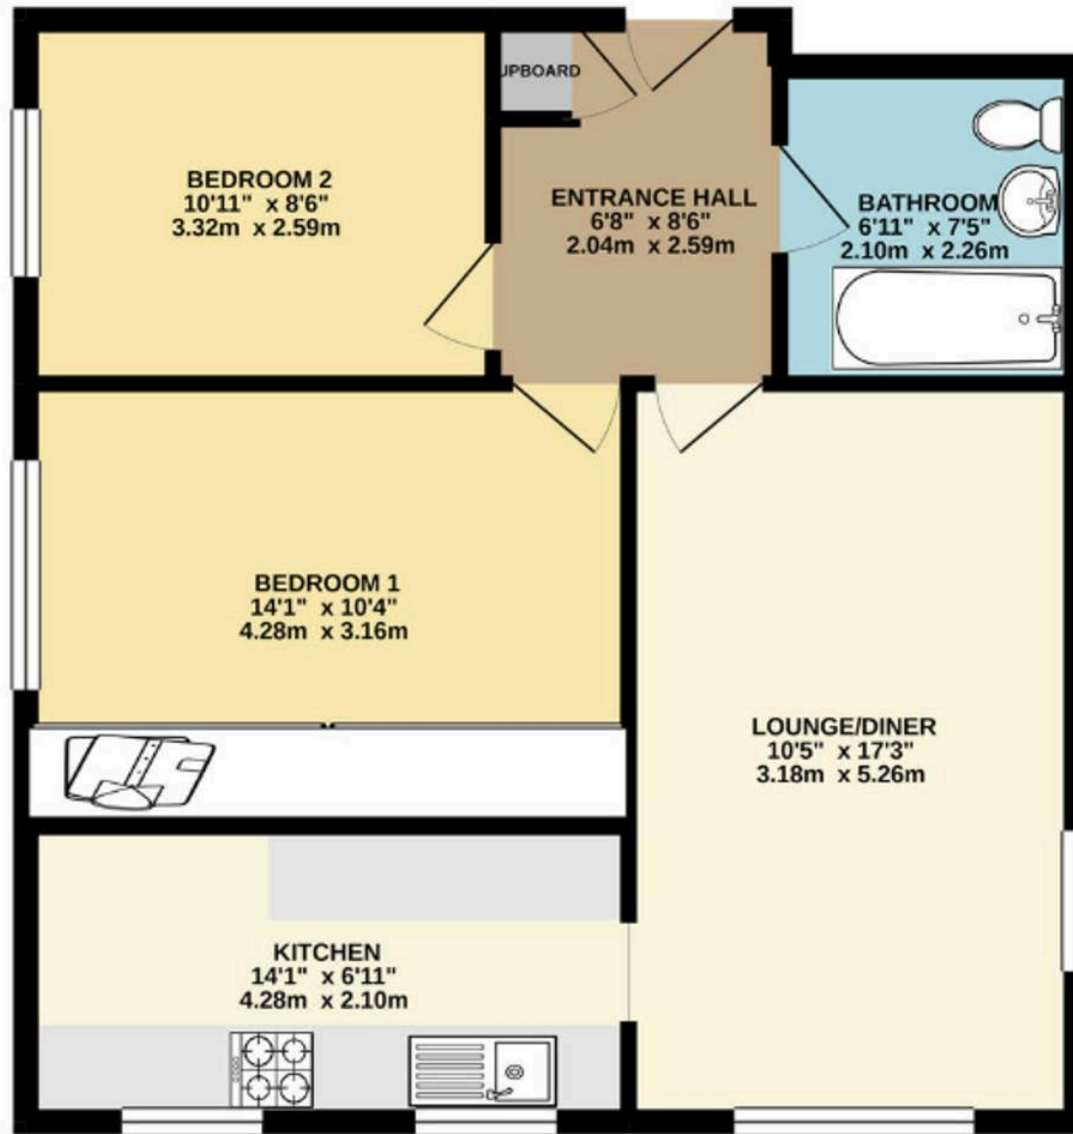 UPBOARD
BEDROOM 2
10'11" x 8'6"
3.32m x 2.59m
ENTRANCE HALL
6'8" x 8'6"
2.04m x 2.59m
BATHROOM
6'11" x 7'5"
2.10m x 2.26m
BEDROOM 1
14'1" x 10'4"
4.28m x 3.16m
LOUNGE/DINER
10'5" x 17'3"
3.18m x 5.26m
KITCHEN
14'1" x 6'11"
4.28m x 2.10m